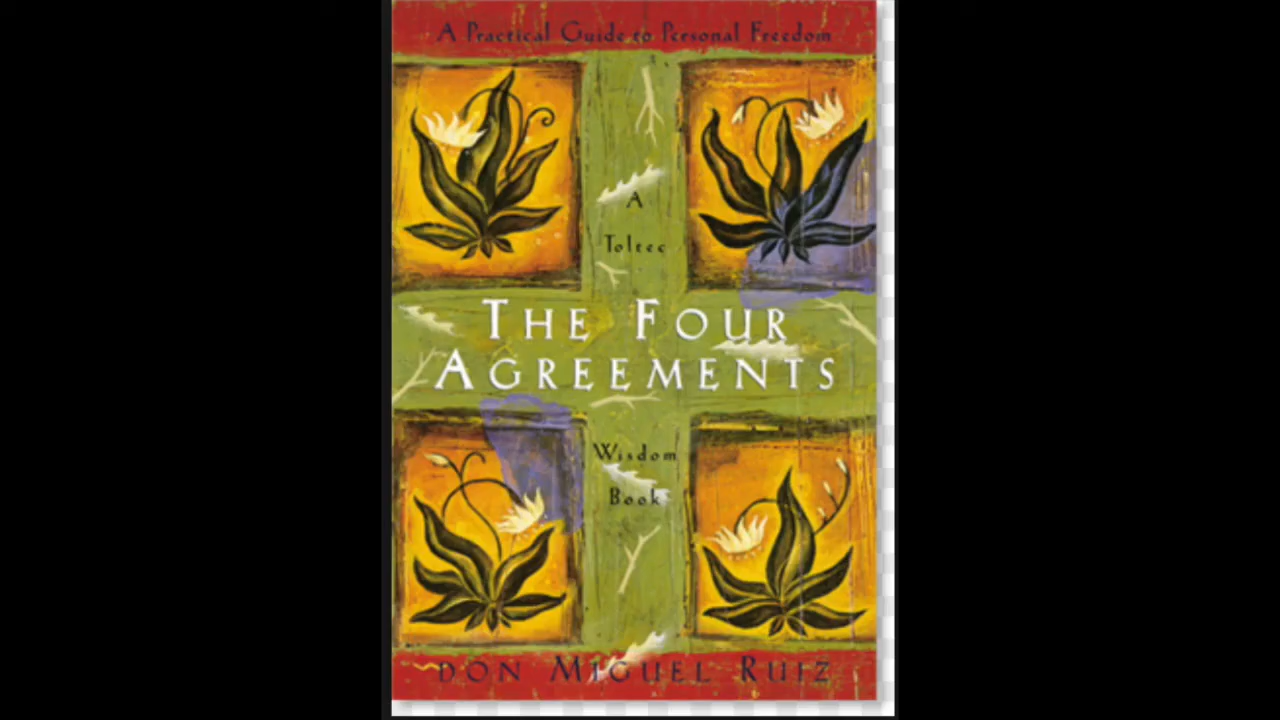 A Practical Guide to Personal Freedom
A
Toltec
THE FOUR
AGREEMENTS
Wisdom
Book
DON MIGUEL RUIZ